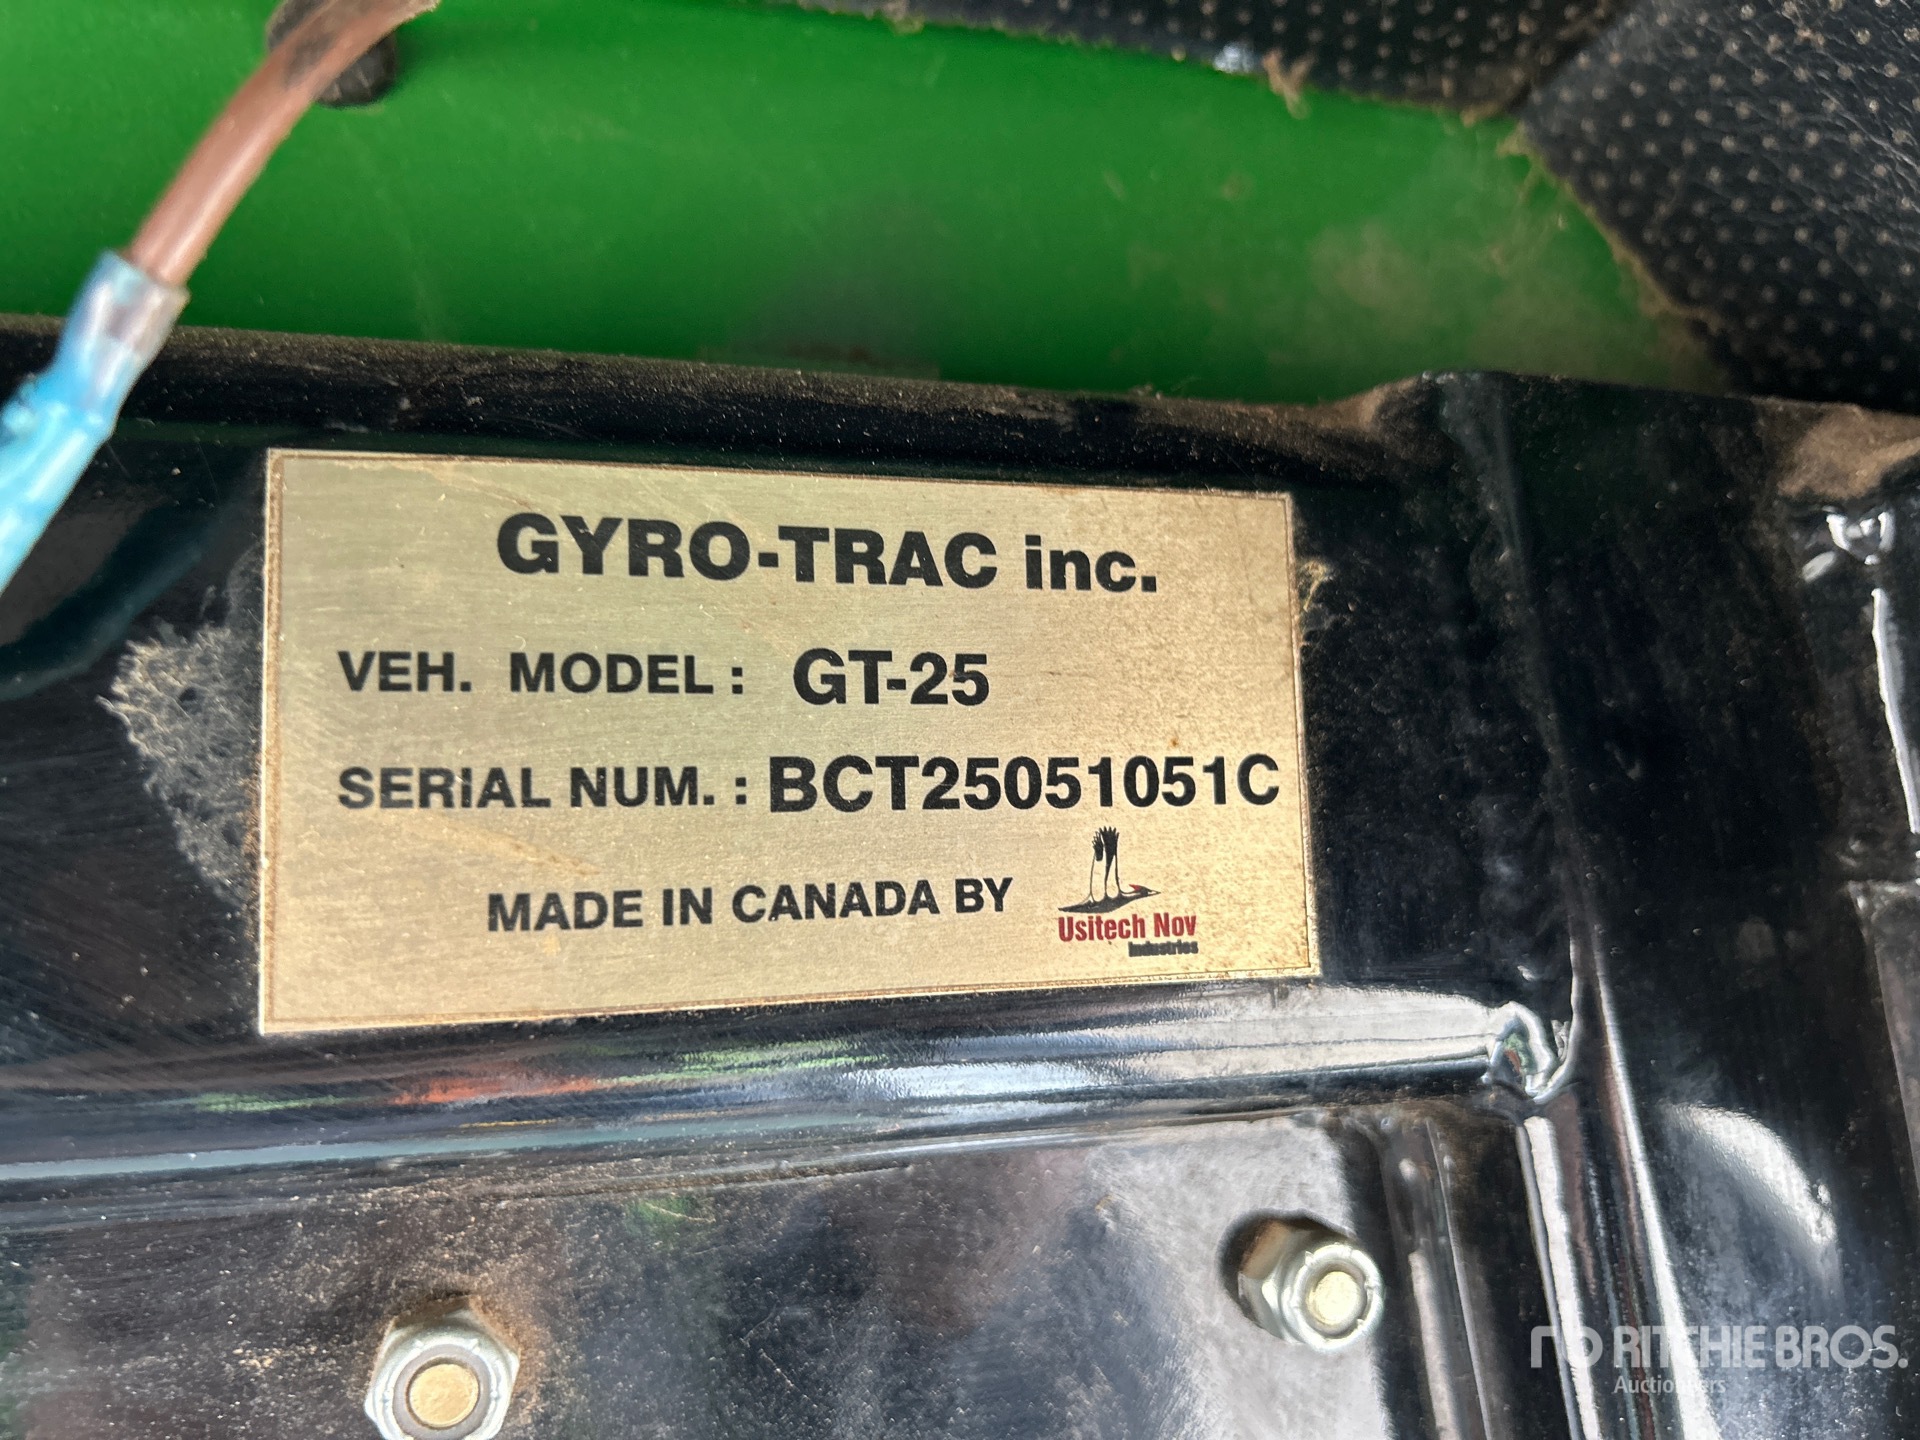 GYRO-TRAC inc.
VEH. MODEL : GT-25
SERIAL NUM. : BCT25051051C
MADE IN CANADA BY
Usitech Nov
Industries
RITCHIE BROS.
Auctioneers